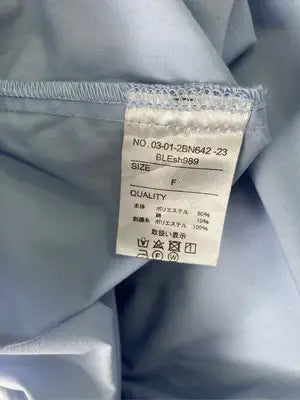 NO. 03-01-2BN642 -23
BLEsh989
SIZE
F
QUALITY
本体 ポリエステル 90%
綿 10%
刺繍糸 ポリエステル 100%
取扱い表示